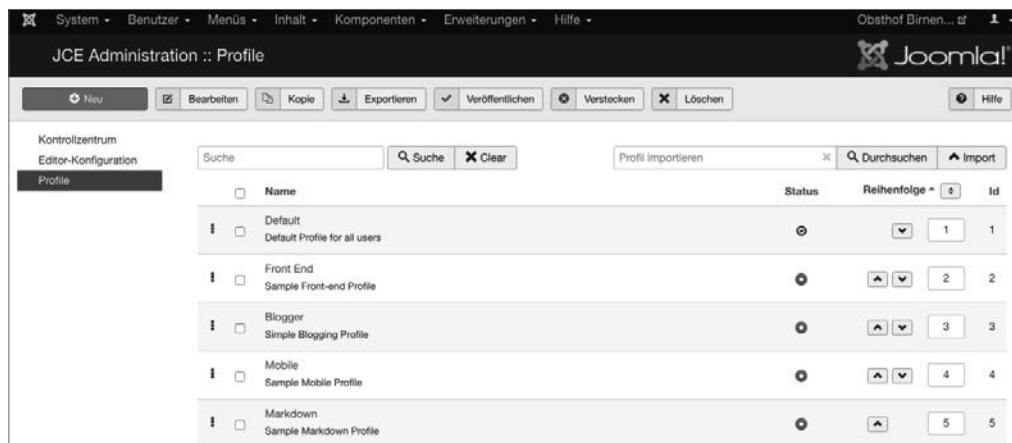 System Benutzer Menüs Inhalt Komponenten Erweiterungen Hilfe Obsthof Birnen...
JCE Administration :: Profile Joomla!®
Neu Bearbeiten Kopie Exportieren Veröffentlichen Verstecken Löschen Hilfe
Kontrollzentrum
Editor-Konfiguration
Profile
Suche Suche Clear Profil importieren Durchsuchen Import
Name Status Reihenfolge Id
Default 1 1
Default Profile for all users
Front End 2 2
Sample Front-end Profile
Blogger 3 3
Simple Blogging Profile
Mobile 4 4
Sample Mobile Profile
Markdown 5 5
Sample Markdown Profile